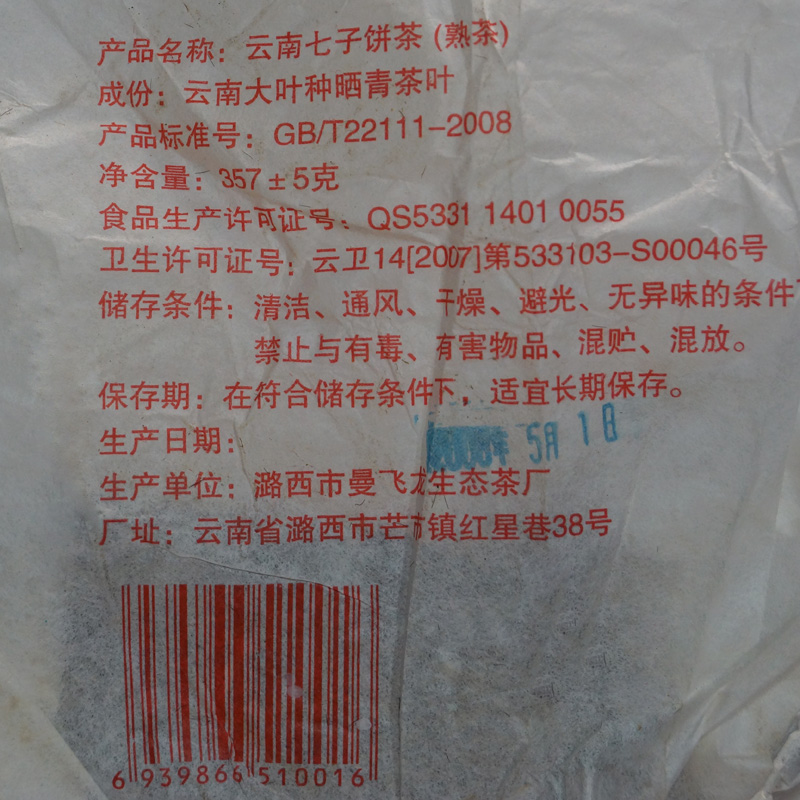 产品名称：云南七子饼茶 (熟茶)
成份：云南大叶种晒青茶叶
产品标准号：GB/T22111-2008
净含量：357±5克
食品生产许可证号：QS5331 1401 0055
卫生许可证号：云卫14[2007]第533103-S00046号
储存条件：清洁、通风、干燥、避光、无异味的条件下
禁止与有毒、有害物品、混贮、混放。
保存期：在符合储存条件下，适宜长期保存。
生产日期：
5月 1日
生产单位：潞西市曼飞龙生态茶厂
厂址：云南省潞西市芒市镇红星巷38号
6 939866 510016